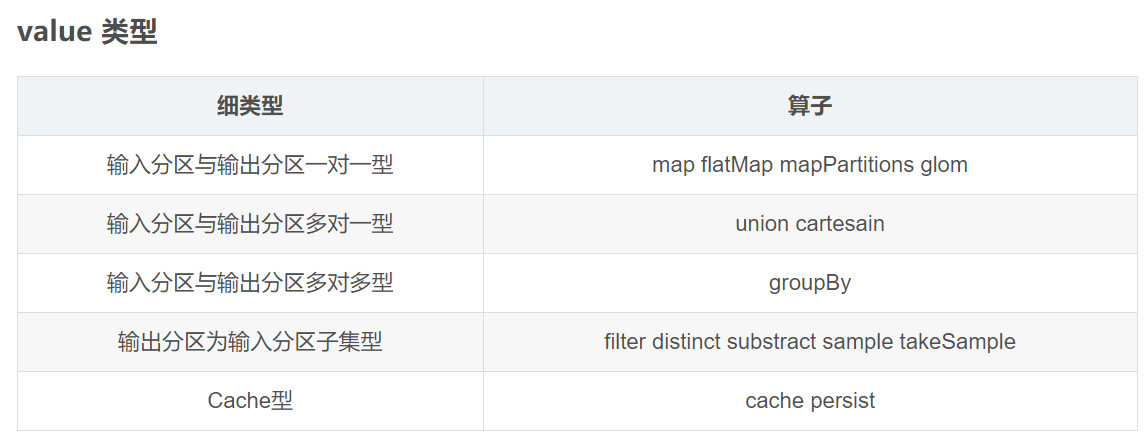 value 类型
细类型 算子
输入分区与输出分区一对一型 map flatMap mapPartitions glom
输入分区与输出分区多对一型 union cartesain
输入分区与输出分区多对多型 groupBy
输出分区为输入分区子集型 filter distinct substract sample takeSample
Cache型 cache persist